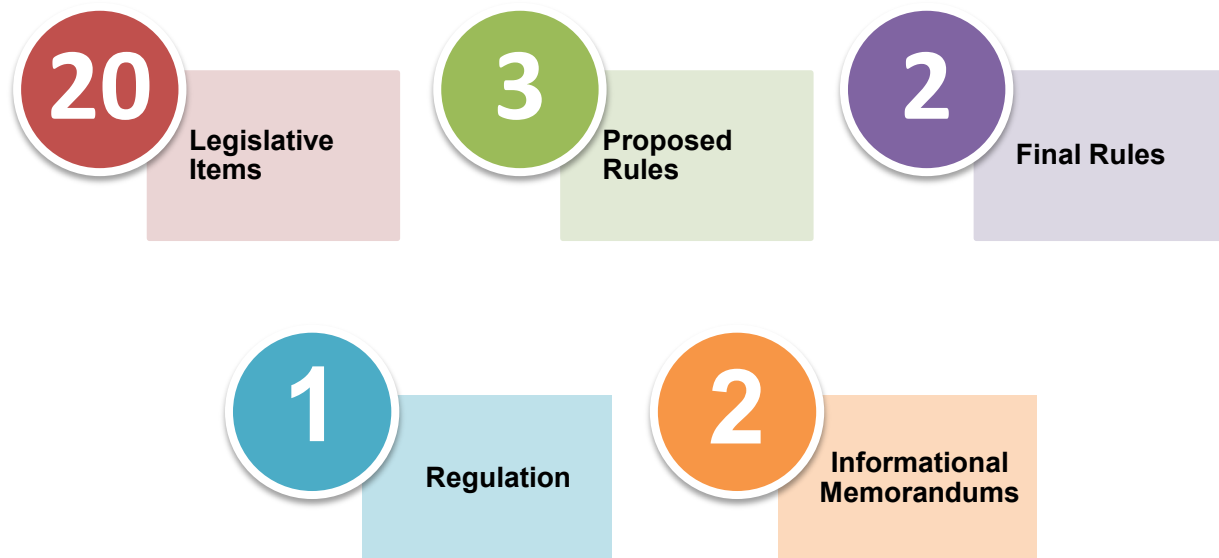 20
Legislative
Items
3
Proposed
Rules
2
Final Rules
1
Regulation
2
Informational
Memorandums